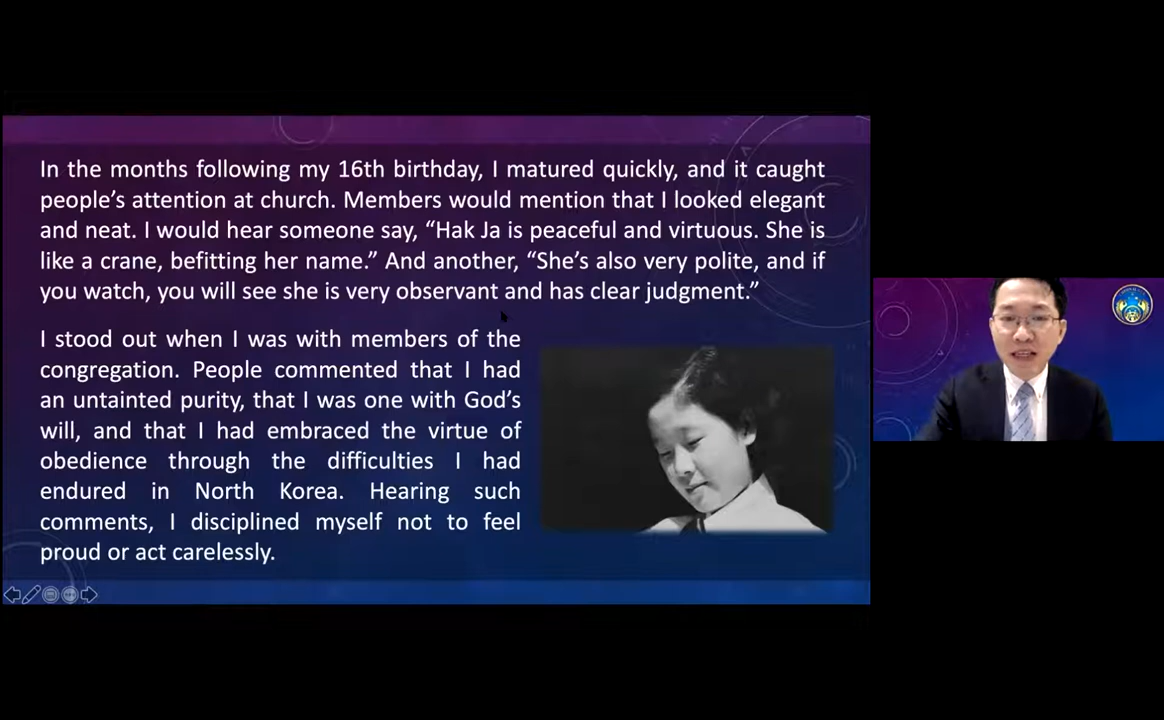 In the months following my 16th birthday, I matured quickly, and it caught
people’s attention at church. Members would mention that I looked elegant
and neat. I would hear someone say, “Hak Ja is peaceful and virtuous. She is
like a crane, befitting her name.” And another, “She’s also very polite, and if
you watch, you will see she is very observant and has clear judgment.”
I stood out when I was with members of the
congregation. People commented that I had
an untainted purity, that I was one with God’s
will, and that I had embraced the virtue of
obedience through the difficulties I had
endured in North Korea. Hearing such
comments, I disciplined myself not to feel
proud or act carelessly.